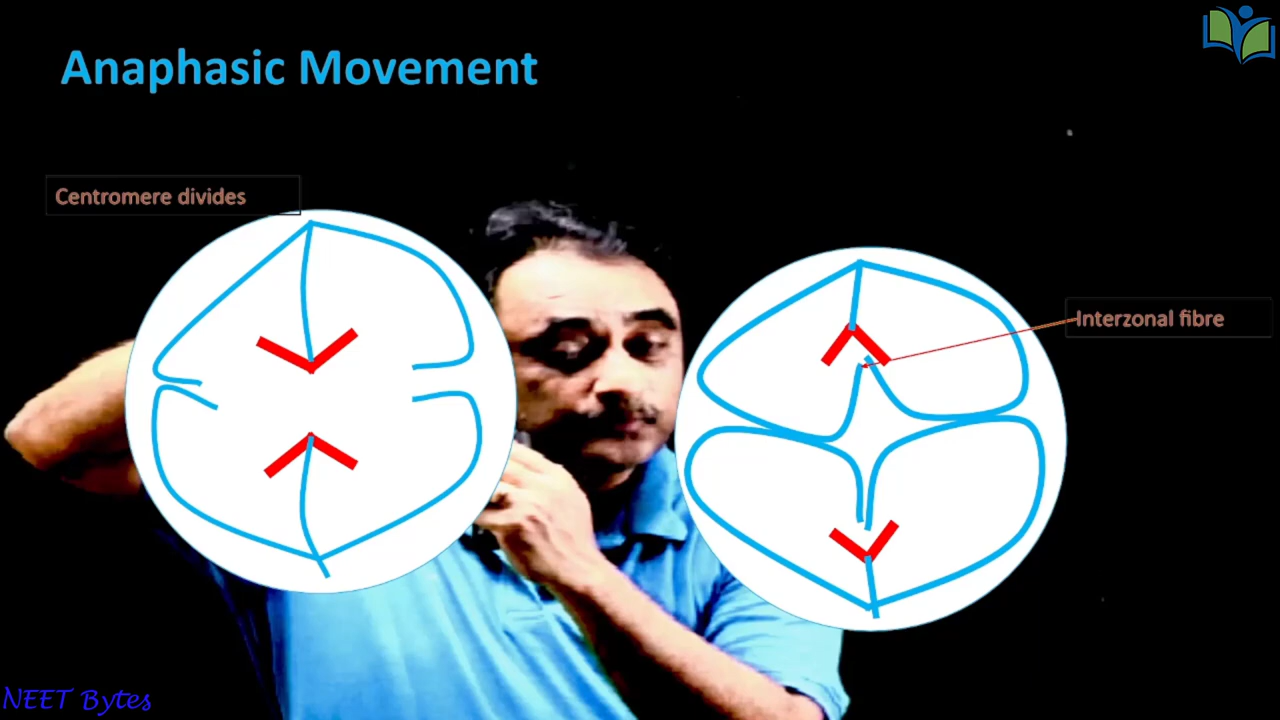 Anaphasic Movement
Centromere divides
Interzonal fibre
NEET Bytes